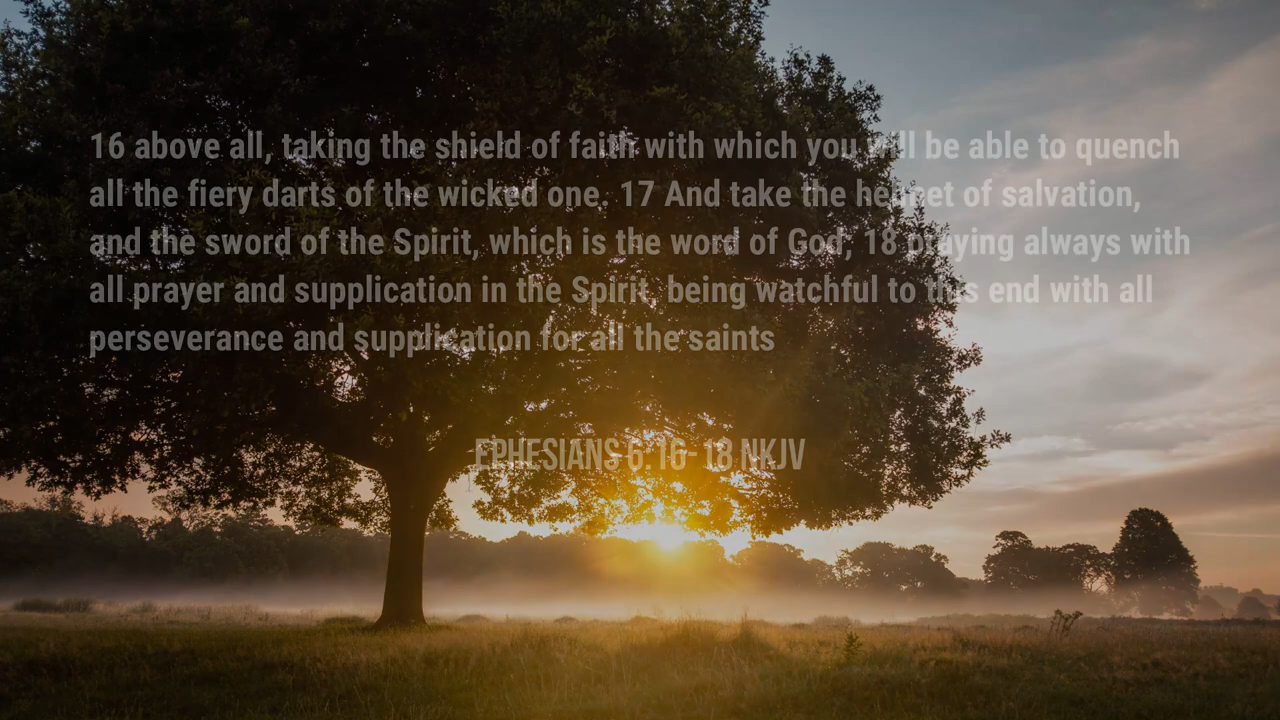 16 above all, taking the shield of faith with which you will be able to quench
all the fiery darts of the wicked one. 17 And take the helmet of salvation,
and the sword of the Spirit, which is the word of God; 18 praying always with
all prayer and supplication in the Spirit, being watchful to this end with all
perseverance and supplication for all the saints
EPHESIANS 6:16-18 NKJV